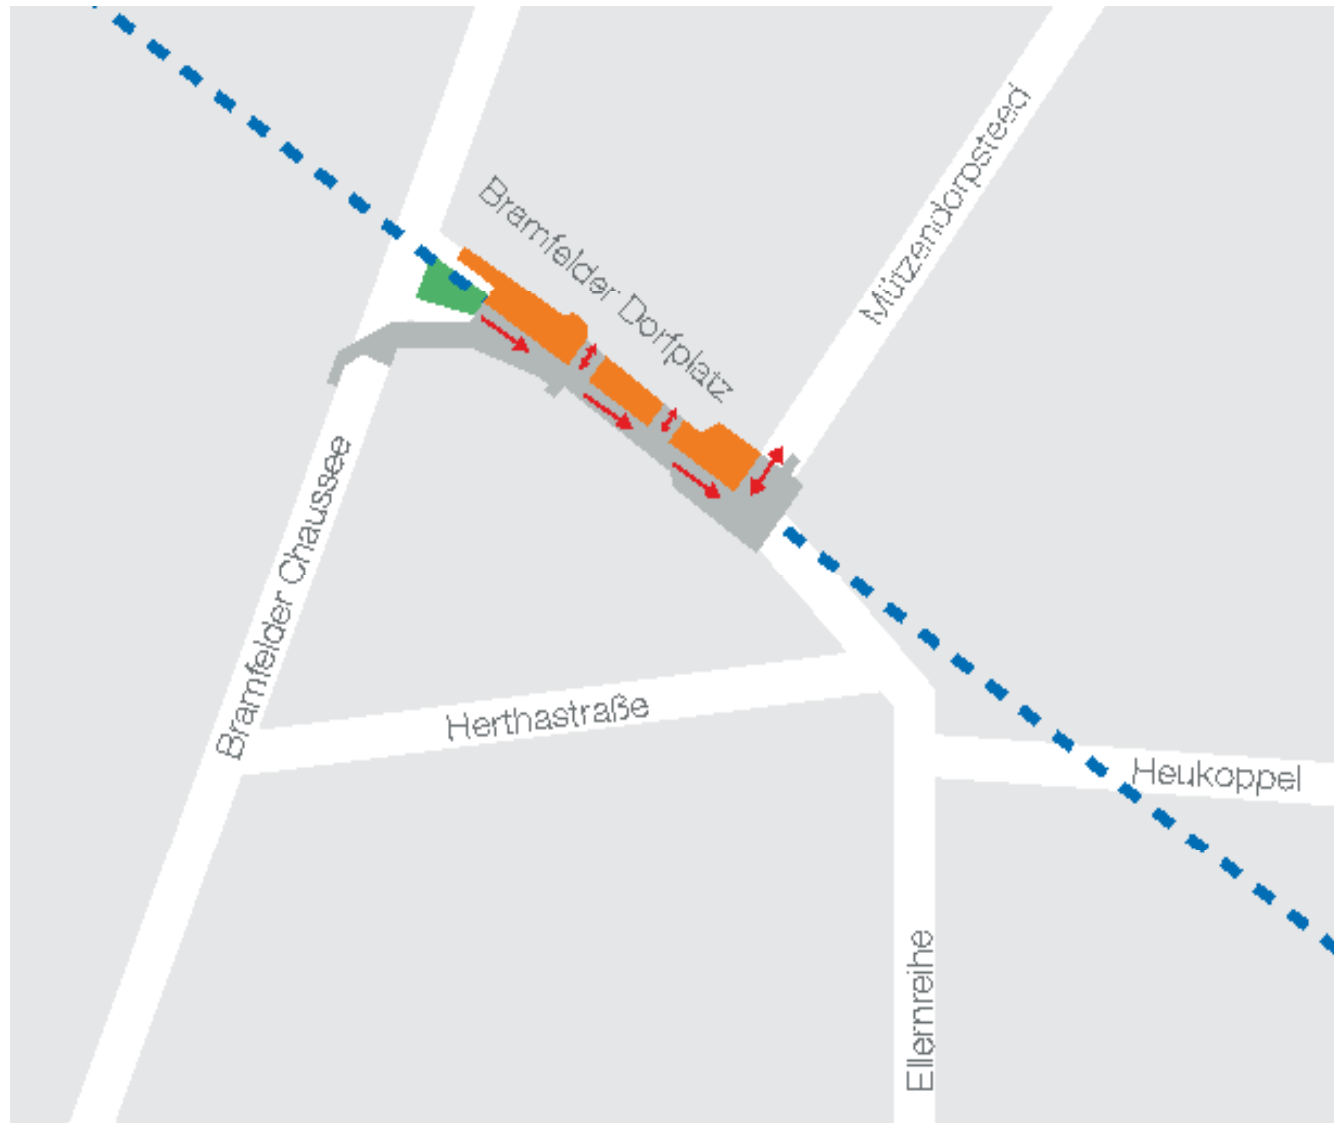 Bramfelder Dorfplatz
Mützendorpsteed
Bramfelder Chaussee
Herthastraße
Heukoppel
Ellernreihe